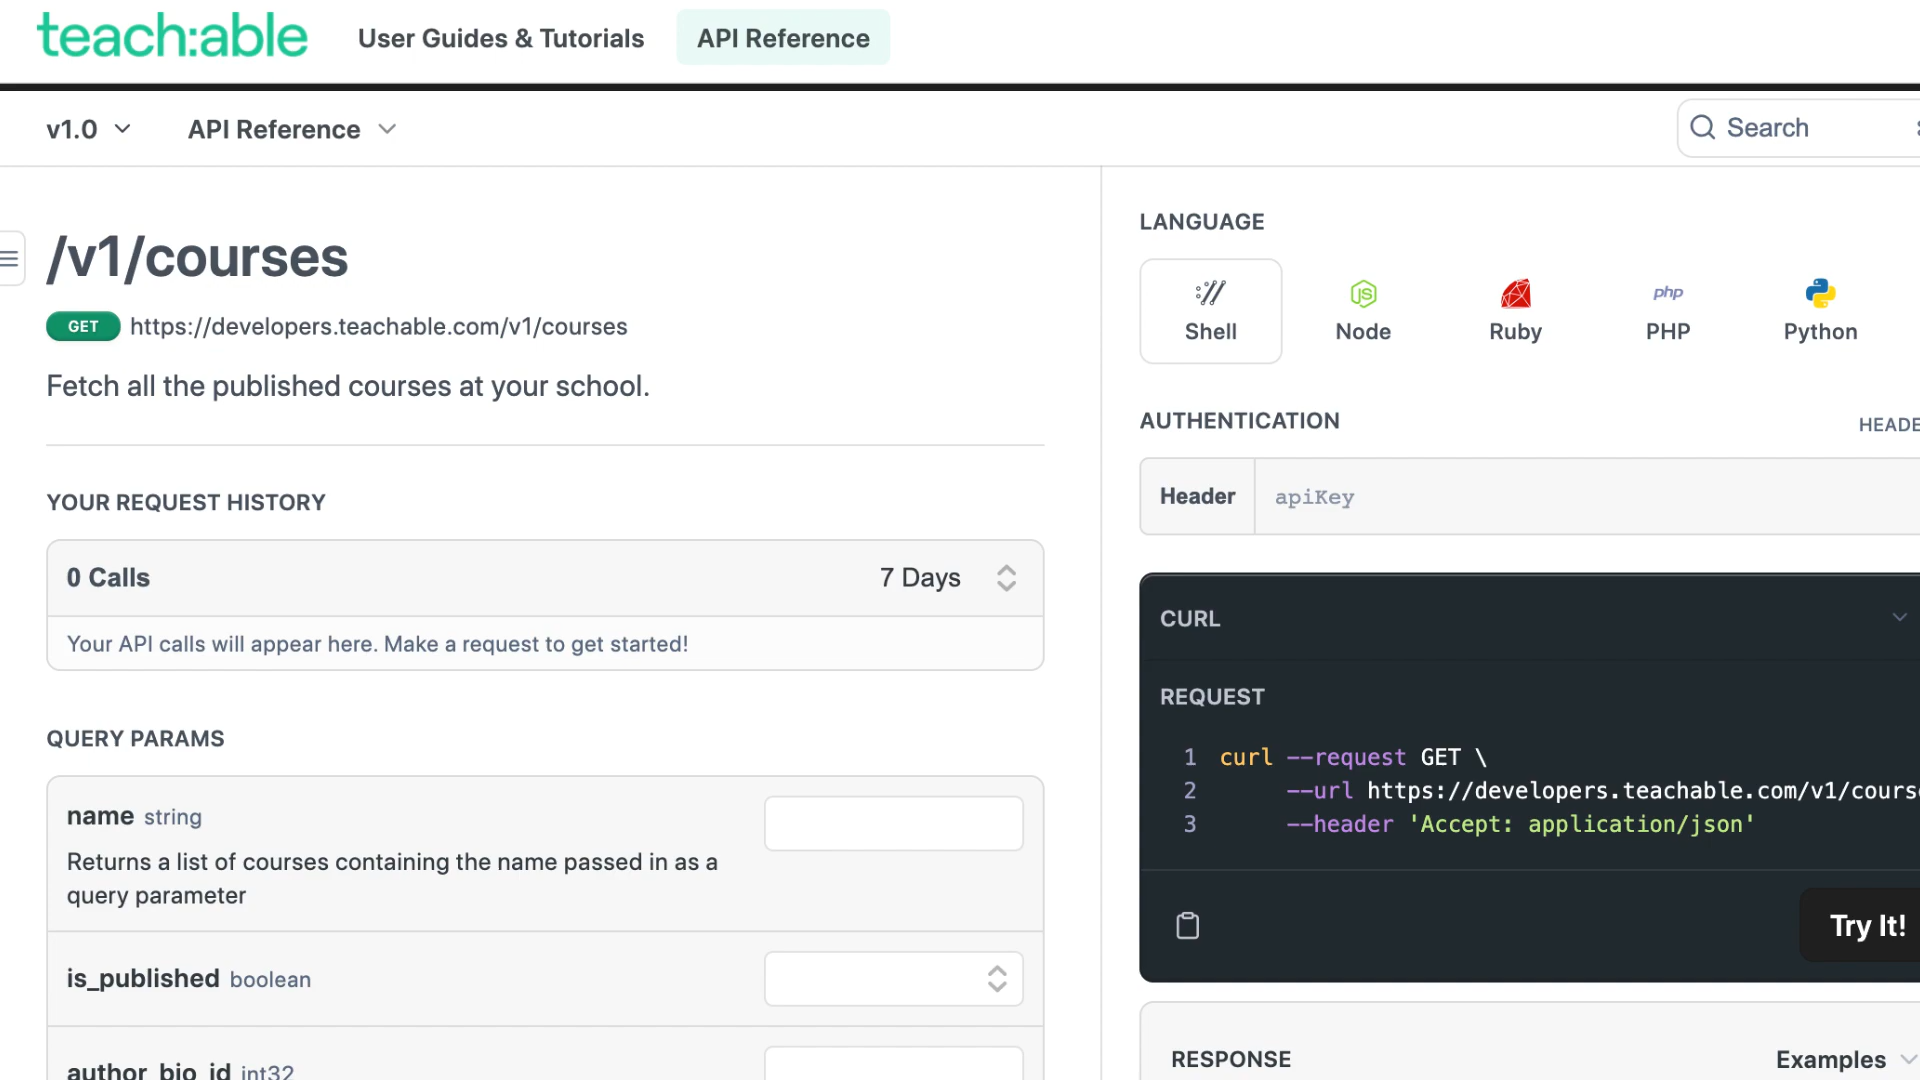 teach:able
User Guides & Tutorials
API Reference
v1.0
API Reference
Search
/v1/courses
GET https://developers.teachable.com/v1/courses
Fetch all the published courses at your school.
YOUR REQUEST HISTORY
0 Calls
7 Days
Your API calls will appear here. Make a request to get started!
QUERY PARAMS
name string
Returns a list of courses containing the name passed in as a
query parameter
is_published boolean
author_bio_id int32
LANGUAGE
Shell
Node
Ruby
php
PHP
Python
AUTHENTICATION
HEADE
Header
apiKey
CURL
REQUEST
1 curl --request GET \
2 --url https://developers.teachable.com/v1/cours
3 --header 'Accept: application/json'
Try It!
RESPONSE
Examples